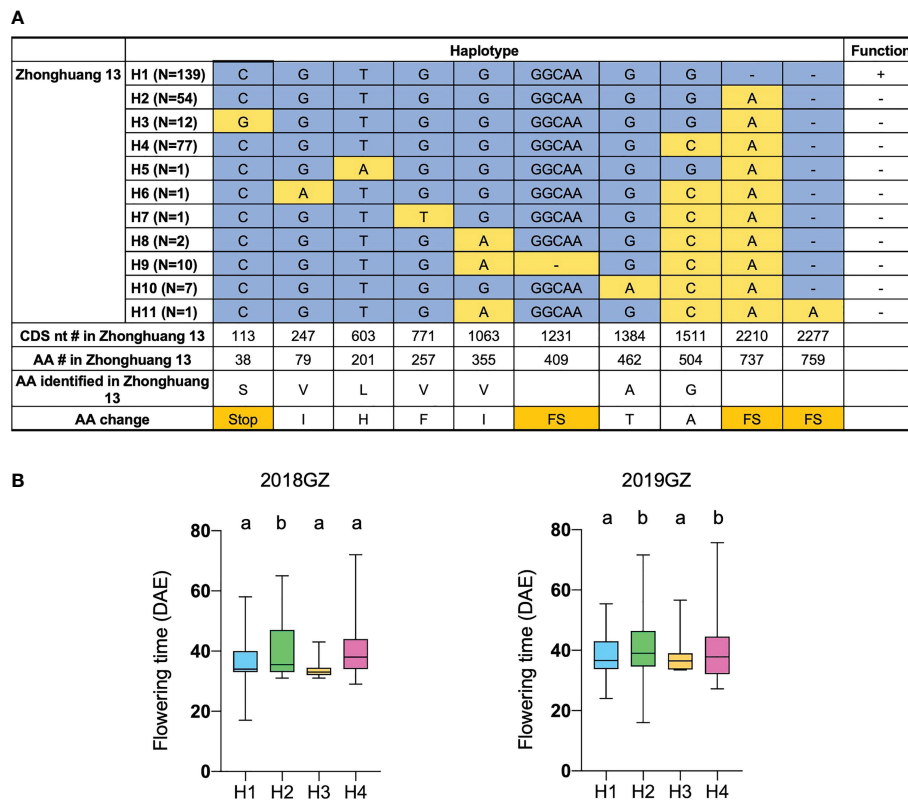 A
Haplotype Function
Zhonghuang 13 H1 (N=139) C G T G G GGCAA G G - - +
H2 (N=54) C G T G G GGCAA G G A - -
H3 (N=12) G G T G G GGCAA G G A - -
H4 (N=77) C G T G G GGCAA G C A - -
H5 (N=1) C G A G G GGCAA G G A - -
H6 (N=1) C A T G G GGCAA G C A - -
H7 (N=1) C G T T G GGCAA G C A - -
H8 (N=2) C G T G A GGCAA G C A - -
H9 (N=10) C G T G A - G C A - -
H10 (N=7) C G T G G GGCAA A C A - -
H11 (N=1) C G T G A GGCAA G C A A -
CDS nt # in Zhonghuang 13 113 247 603 771 1063 1231 1384 1511 2210 2277
AA # in Zhonghuang 13 38 79 201 257 355 409 462 504 737 759
AA identified in Zhonghuang 13 S V L V V A G
AA change Stop I H F I FS T A FS FS
B
2018GZ
a b a a
Flowering time (DAE)
80
60
40
20
0
H1 H2 H3 H4
2019GZ
a b a b
Flowering time (DAE)
80
60
40
20
0
H1 H2 H3 H4